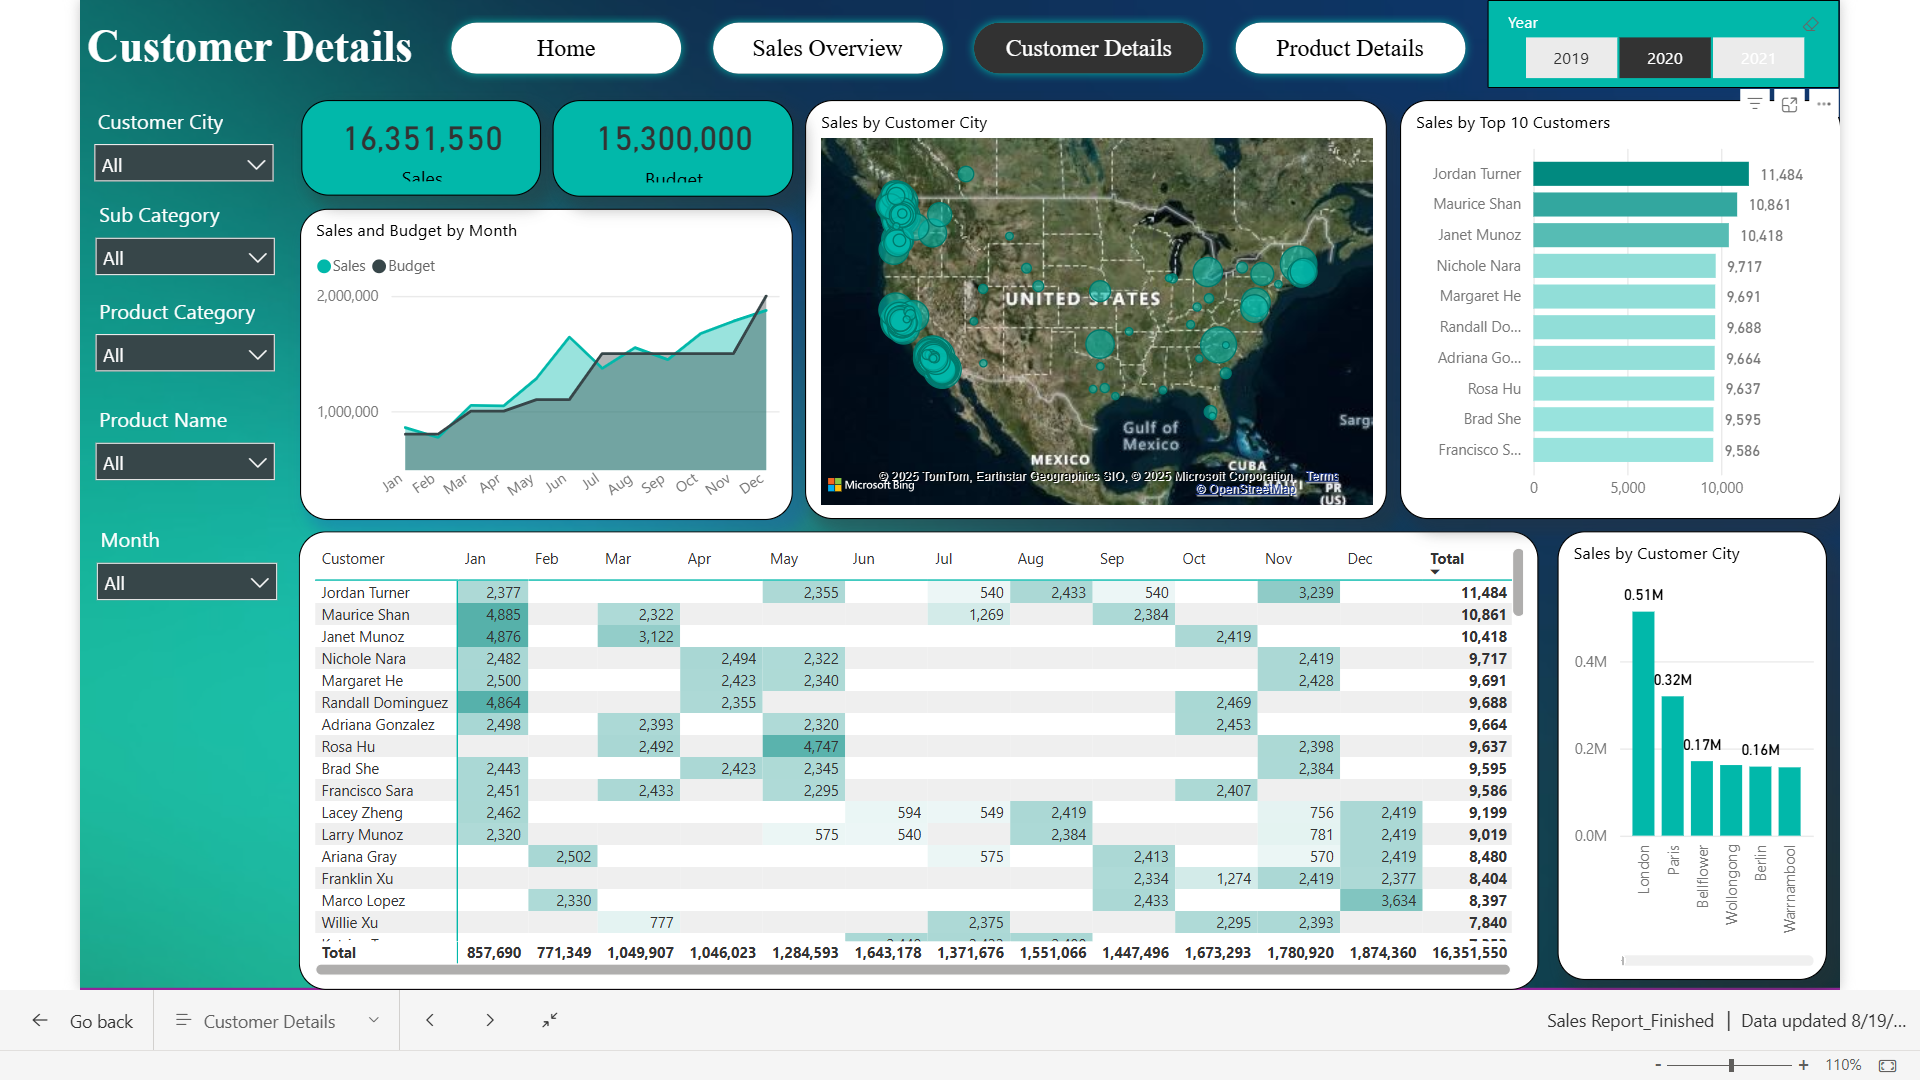 Customer Details
Home
Sales Overview
Customer Details
Product Details
Year
2019
2020
2021
Customer City
All
Sub Category
All
Product Category
All
Product Name
All
Month
All
16,351,550
Sales
15,300,000
Budget
Sales and Budget by Month
Sales Budget
2,000,000
1,000,000
Jan Feb Mar Apr May Jun Jul Aug Sep Oct Nov Dec
Sales by Customer City
UNITED STATES
Gulf of
Mexico
MEXICO
CUBA
PR
(US)
© 2025 TomTom, Earthstar Geographics SIO, © 2025 Microsoft Corporation, Terms
© OpenStreetMap
Microsoft Bing
Sales by Top 10 Customers
Jordan Turner 11,484
Maurice Shan 10,861
Janet Munoz 10,418
Nichole Nara 9,717
Margaret He 9,691
Randall Do... 9,688
Adriana Go... 9,664
Rosa Hu 9,637
Brad She 9,595
Francisco S... 9,586
0 5,000 10,000
Customer Jan Feb Mar Apr May Jun Jul Aug Sep Oct Nov Dec Total
Jordan Turner 2,377 2,355 540 2,433 540 3,239 11,484
Maurice Shan 4,885 2,322 1,269 2,384 10,861
Janet Munoz 4,876 3,122 2,419 10,418
Nichole Nara 2,482 2,494 2,322 2,419 9,717
Margaret He 2,500 2,423 2,340 2,428 9,691
Randall Dominguez 4,864 2,355 2,469 9,688
Adriana Gonzalez 2,498 2,393 2,320 2,453 9,664
Rosa Hu 2,492 4,747 2,398 9,637
Brad She 2,443 2,423 2,345 2,384 9,595
Francisco Sara 2,451 2,433 2,295 2,407 9,586
Lacey Zheng 2,462 594 549 2,419 756 2,419 9,199
Larry Munoz 2,320 575 540 2,384 781 2,419 9,019
Ariana Gray 2,502 575 2,413 570 2,419 8,480
Franklin Xu 2,334 1,274 2,419 2,377 8,404
Marco Lopez 2,330 2,433 3,634 8,397
Willie Xu 777 2,375 2,295 2,393 7,840
Total 857,690 771,349 1,049,907 1,046,023 1,284,593 1,643,178 1,371,676 1,551,066 1,447,496 1,673,293 1,780,920 1,874,360 16,351,550
Sales by Customer City
0.51M
0.4M
0.32M
0.2M
0.17M
0.16M
0.0M
London
Paris
Bellflower
Wollongong
Berlin
Warrnambool
Go back
Customer Details
Sales Report_Finished | Data updated 8/19/...
- + 110%